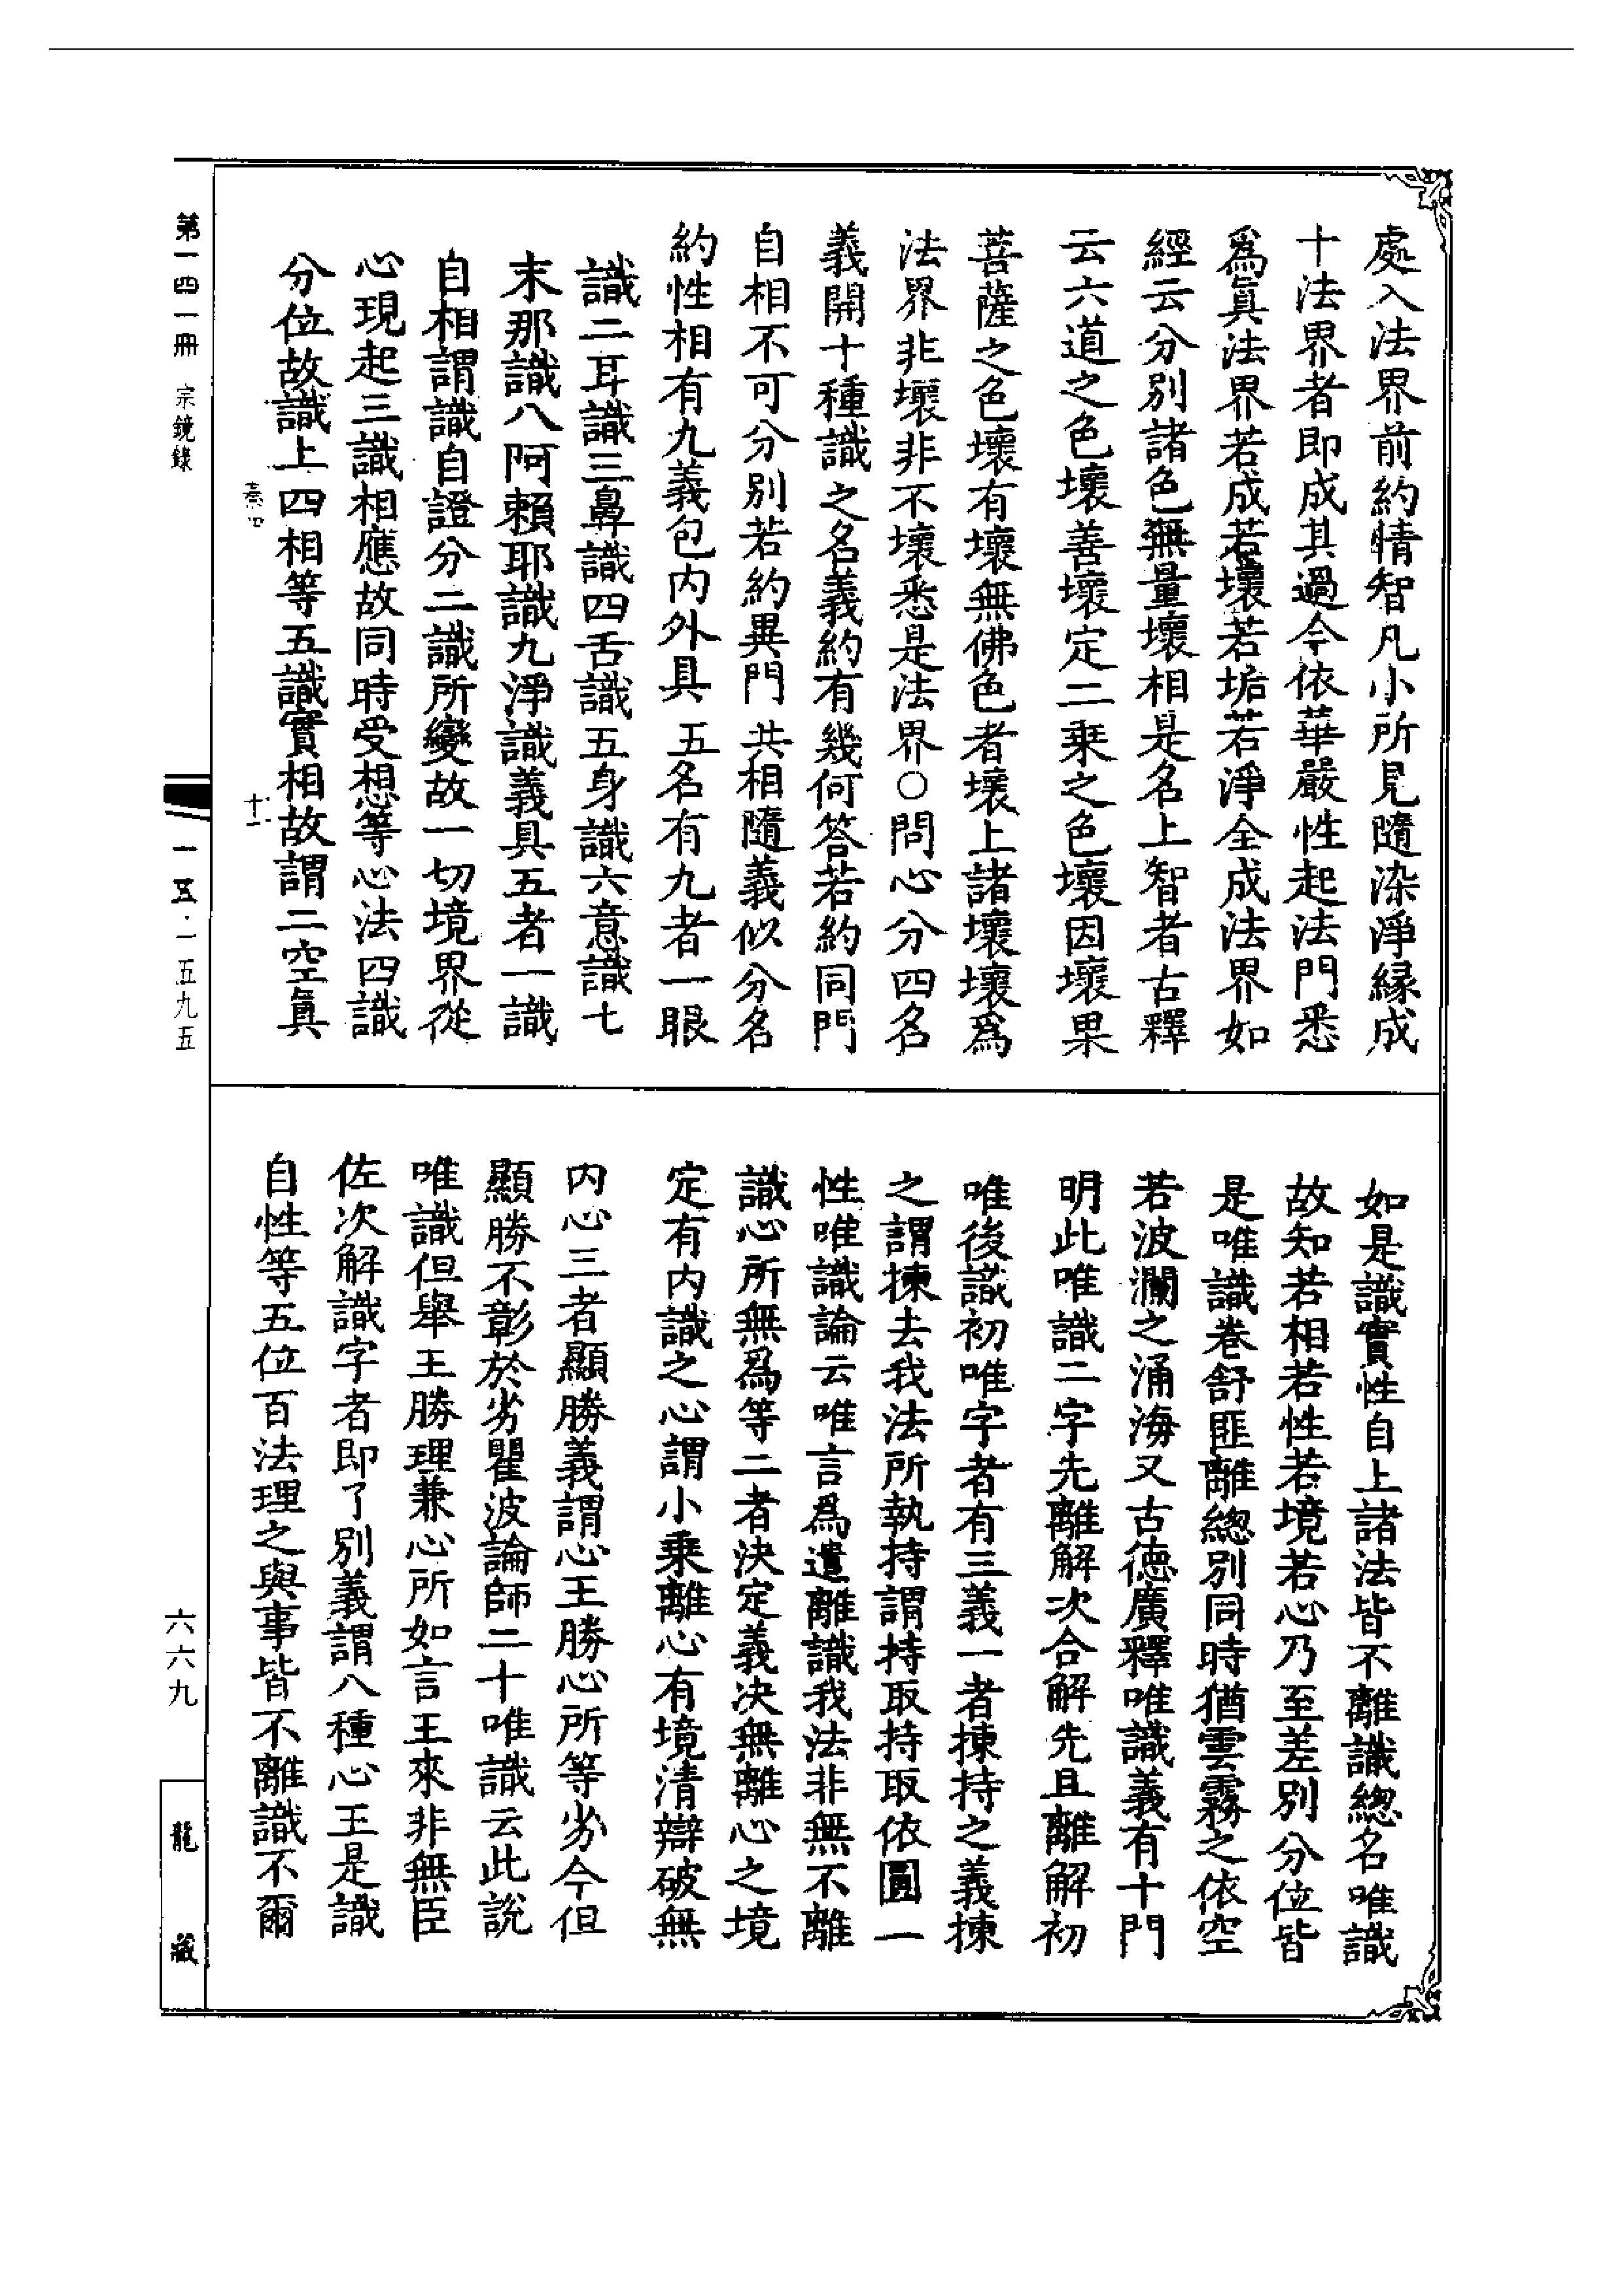 處入法界前約情智凡小所見隨染淨緣成
十法界者即成其過今依華嚴性起法門悉
爲眞法界若成若壞若垢若淨全成法界如
經云分別諸色無量壞相是名上智者古釋
云六道之色壞善壞定二乘之色壞因壞果
菩薩之色壞有壞無佛色者壞上諸壞壞爲
法界非壞非不壞悉是法界○問心分四名
義開十種識之名義約有幾何答若約同門
自相不可分別若約異門共相隨義似分名
約性相有九義包内外具五名有九者一眼
識二耳識三鼻識四舌識五身識六意識七
末那識八阿賴耶識九淨識義具五者一識
自相謂識自證分二識所變故一切境界從
心現起三識相應故同時受想等心法四識
分位故識上四相等五識實相故謂二空眞
如是識實性自上諸法皆不離識總名唯識
故知若相若性若境若心乃至差別分位皆
是唯識卷舒匪離總別同時猶雲霧之依空
若波瀾之涌海又古德廣釋唯識義有十門
明此唯識二字先離解次合解先且離解初
唯後識初唯字者有三義一者揀持之義揀
之謂揀去我法所執持謂持取持取依圓一
性唯識論云唯言爲遣離識我法非無不離
識心所無爲等二者決定義决無離心之境
定有内識之心謂小乘離心有境清辯破無
内心三者顯勝義謂心王勝心所等劣今但
顯勝不彰於劣瞿波論師二十唯識云此說
唯識但舉王勝理兼心所如言王來非無臣
佐次解識字者即了別義謂八種心王是識
自性等五位百法理之與事皆不離識不爾
第一四一冊 宗鏡錄
十一
一五·一五九五
六六九
龍藏